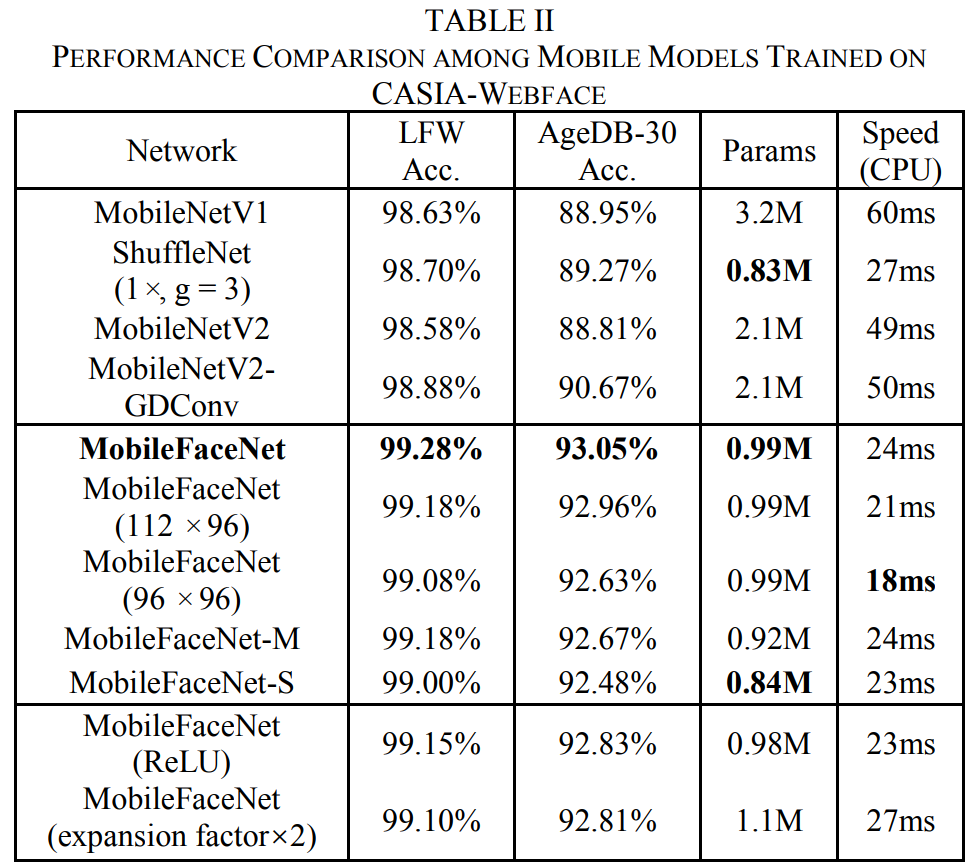 TABLE II
PERFORMANCE COMPARISON AMONG MOBILE MODELS TRAINED ON
CASIA-WEBFACE
Network LFW Acc. AgeDB-30 Acc. Params Speed (CPU)
MobileNetV1 98.63% 88.95% 3.2M 60ms
ShuffleNet (1×, g = 3) 98.70% 89.27% 0.83M 27ms
MobileNetV2 98.58% 88.81% 2.1M 49ms
MobileNetV2-GDConv 98.88% 90.67% 2.1M 50ms
MobileFaceNet 99.28% 93.05% 0.99M 24ms
MobileFaceNet (112 × 96) 99.18% 92.96% 0.99M 21ms
MobileFaceNet (96 × 96) 99.08% 92.63% 0.99M 18ms
MobileFaceNet-M 99.18% 92.67% 0.92M 24ms
MobileFaceNet-S 99.00% 92.48% 0.84M 23ms
MobileFaceNet (ReLU) 99.15% 92.83% 0.98M 23ms
MobileFaceNet (expansion factor×2) 99.10% 92.81% 1.1M 27ms